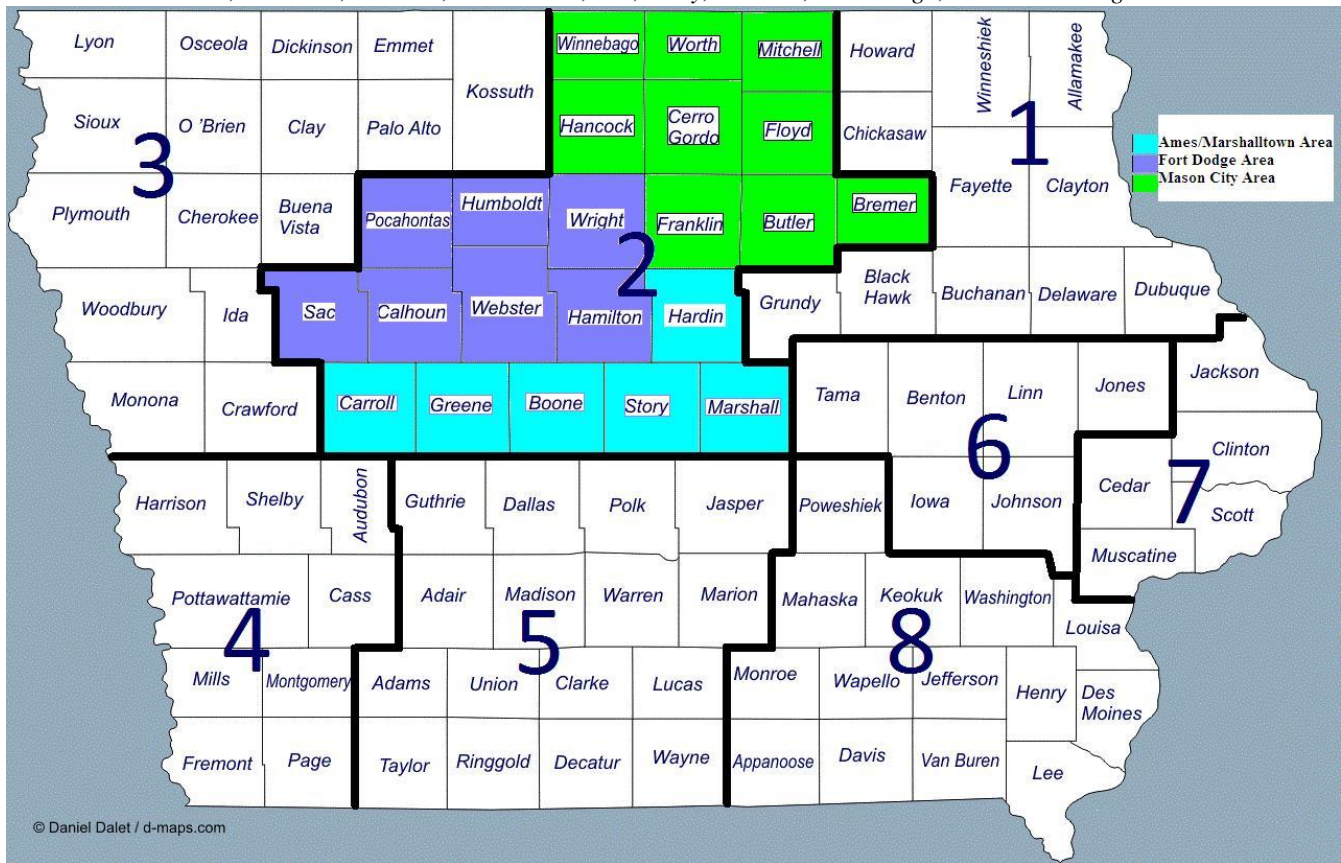 Lyon Osceola Dickinson Emmet Winnebago Worth Mitchell Howard Winneshiek Allamakee
Kossuth
Sioux O 'Brien Clay Palo Alto Hancock Cerro Gordo Floyd Chickasaw
3
1
Ames/Marshalltown Area
Fort Dodge Area
Mason City Area
Plymouth Cherokee Buena Vista Pocahontas Humboldt Wright Franklin Butler Bremer Fayette Clayton
2
Woodbury Ida Sac Calhoun Webster Hamilton Hardin Grundy Black Hawk Buchanan Delaware Dubuque
Monona Crawford Carroll Greene Boone Story Marshall Tama Benton Linn Jones Jackson
6
Clinton
Harrison Shelby Audubon Guthrie Dallas Polk Jasper Poweshiek Iowa Johnson Cedar
7
Scott
Muscatine
Pottawattamie Cass Adair Madison Warren Marion Mahaska Keokuk Washington
Louisa
4
5
8
Mills Montgomery Adams Union Clarke Lucas Monroe Wapello Jefferson Henry Des Moines
Fremont Page Taylor Ringgold Decatur Wayne Appanoose Davis Van Buren Lee
© Daniel Dalet / d-maps.com